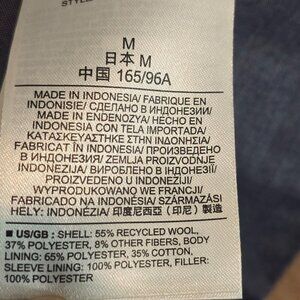 STYLE
M
日本 M
中国 165/96A
MADE IN INDONESIA/ FABRIQUE EN
INDONISIE/ СДЕЛАНО В ИНДОНЕЗИИ/
MADE IN ENDENOZYA/ HECHO EN
INDONESIA CON TELA IMPORTADA/
ΚΑΤΑΣΚΕΥΑΣΤΗΚΕ ΣΤΗΝ ΙΝΔΟΝΗΣΙΑ/
FABRICAT ÎN INDONESIA/ ПРОИЗВЕДЕНО
В ИНДОНЕЗИЯ/ ZEMLJA PROIZVODNJE
INDONEZIJA/ ВИРОБЛЕНО В ІНДОНЕЗІЇ/
PROIZVEDENO U INDONEZIJI/
WYPRODUKOWANO WE FRANCJI/
FABRICADO NA INDONÉSIA/ SZÁRMAZÁSI
HELY: INDONÉZIA/ 印度尼西亞（印尼）製造
■ US/GB : SHELL: 55% RECYCLED WOOL,
37% POLYESTER, 8% OTHER FIBERS, BODY
LINING: 65% POLYESTER, 35% COTTON,
SLEEVE LINING: 100% POLYESTER, FILLER:
100% POLYESTER